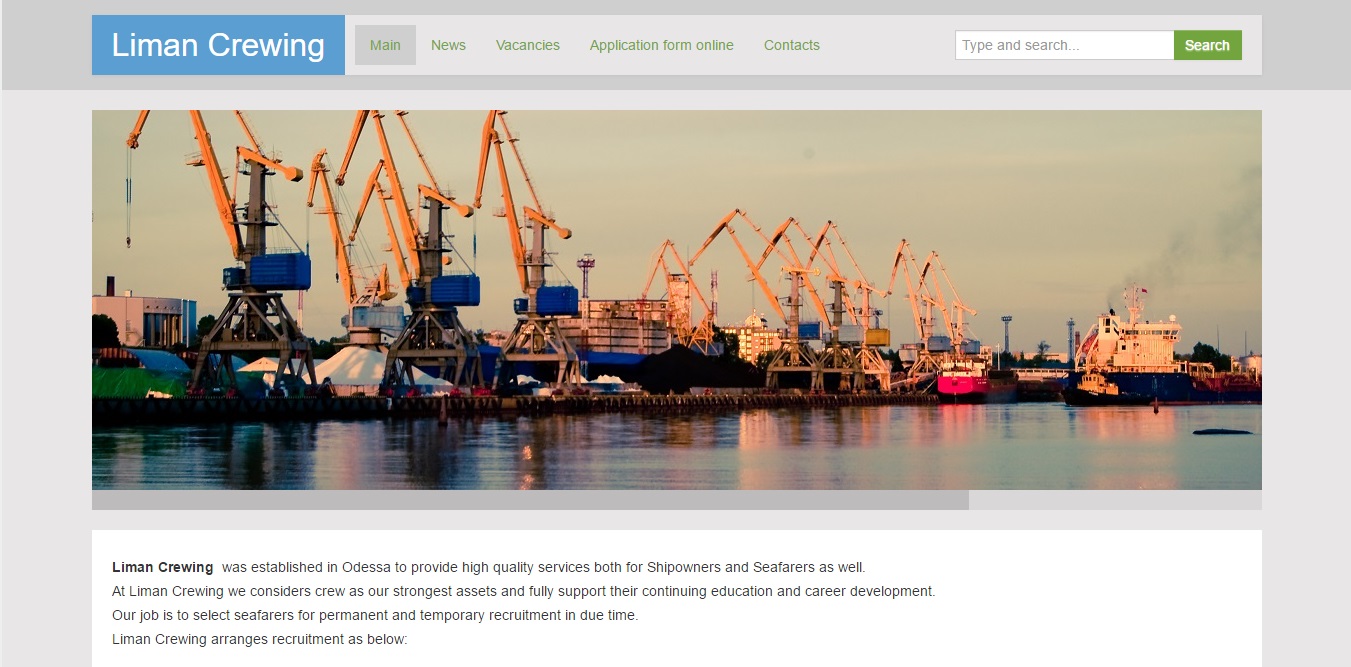 Liman Crewing
Main News Vacancies Application form online Contacts
Type and search... Search
Liman Crewing was established in Odessa to provide high quality services both for Shipowners and Seafarers as well.
At Liman Crewing we considers crew as our strongest assets and fully support their continuing education and career development.
Our job is to select seafarers for permanent and temporary recruitment in due time.
Liman Crewing arranges recruitment as below: